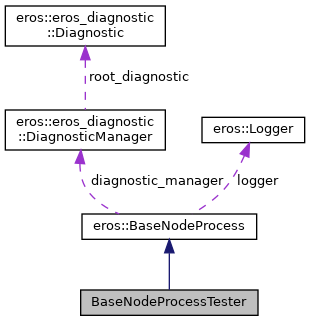 eros::eros_diagnostic
::Diagnostic
root_diagnostic
eros::eros_diagnostic
::DiagnosticManager
eros::Logger
diagnostic_manager
logger
eros::BaseNodeProcess
BaseNodeProcessTester